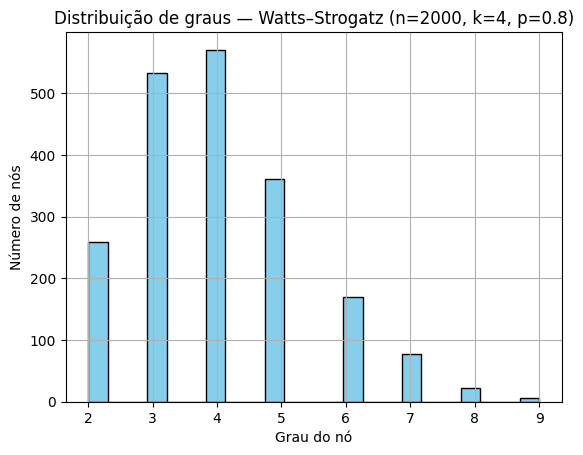 Distribuição de graus — Watts–Strogatz (n=2000, k=4, p=0.8)
500
400
300
200
100
0
Número de nós
2 3 4 5 6 7 8 9
Grau do nó